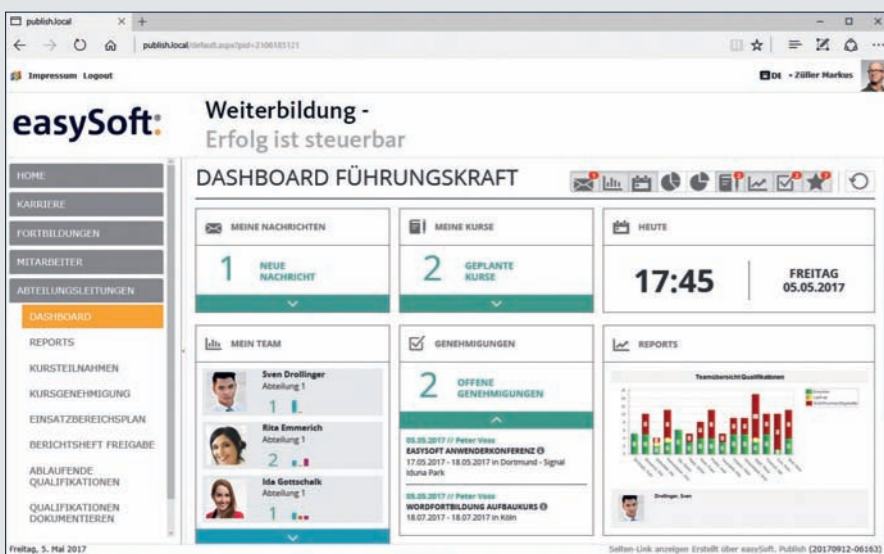 publish.local
publish.local/default.aspx?pid=2106185121
Impressum Logout
DE - Züller Markus
easySoft:
Weiterbildung -
Erfolg ist steuerbar
HOME
KARRIERE
FORTBILDUNGEN
MITARBEITER
ABTEILUNGSLEITUNGEN
DASHBOARD
REPORTS
KURSTEILNAHMEN
KURSGENEHMIGUNG
EINSATZBEREICHSPLAN
BERICHTSHEFT FREIGABE
ABLAUFENDE
QUALIFIKATIONEN
QUALIFIKATIONEN
DOKUMENTIEREN
DASHBOARD FÜHRUNGSKRAFT
MEINE NACHRICHTEN
1
NEUE
NACHRICHT
MEINE KURSE
2
GEPLANTE
KURSE
HEUTE
17:45
FREITAG
05.05.2017
MEIN TEAM
Sven Drollinger
Abteilung 1
1
Rita Emmerich
Abteilung 1
2
Ida Gottschalk
Abteilung 1
1
GENEHMIGUNGEN
2
OFFENE
GENEHMIGUNGEN
05.05.2017 // Peter Voss
EASYSOFT ANWENDERKONFERENZ
17.05.2017 - 18.05.2017 in Dortmund - Signal
Iduna Park
05.05.2017 // Peter Voss
WORDFORTBILDUNG AUFBAUKURS
18.07.2017 - 18.07.2017 in Köln
REPORTS
Teamübersicht Qualifikationen
Drollinger, Sven
Freitag, 5. Mai 2017
Seiten-Link anzeigen Erstellt über easySoft. Publish (20170912-06163)